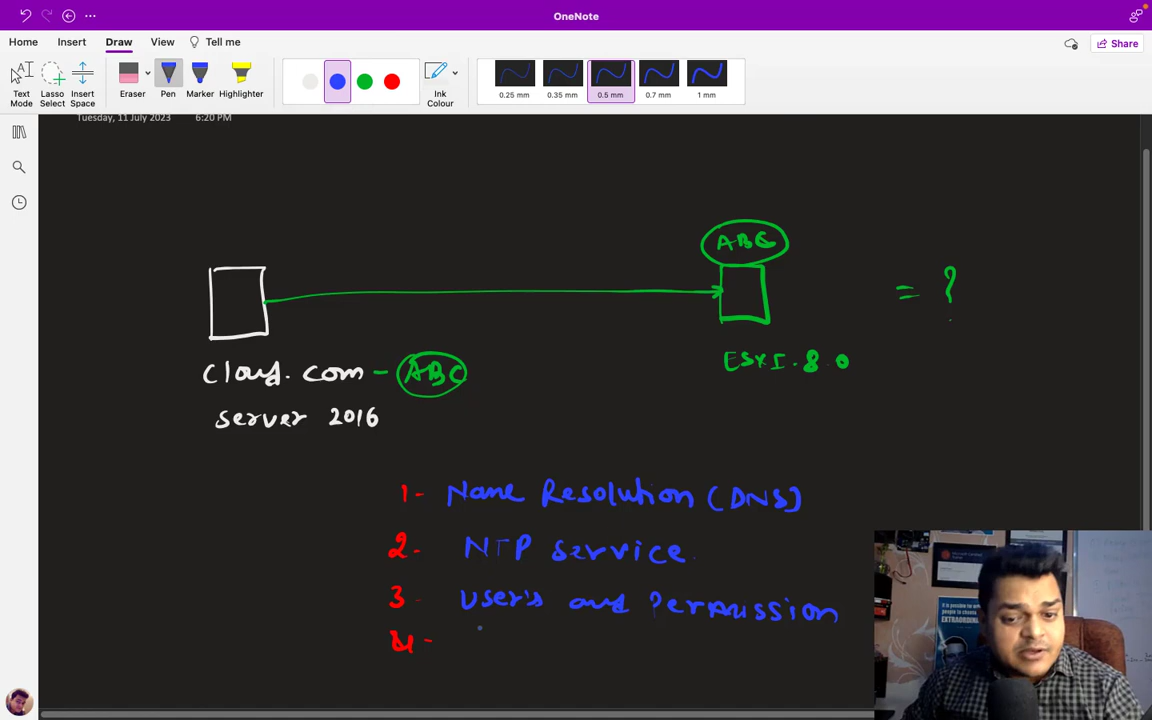 OneNote
Home Insert Draw View Tell me
Share
Text Mode
Lasso Select
Insert Space
Eraser
Pen
Marker
Highlighter
Ink Colour
0.25 mm
0.35 mm
0.5 mm
0.7 mm
1 mm
Tuesday, 11 July 2023 6:20 PM
ABC
= ?
cloud.com - ABC
ESXI.8.0
server 2016
1- Name Resolution (DNS)
2- NTP service.
3- User's and Permission
4-
EXTRAORDINARY